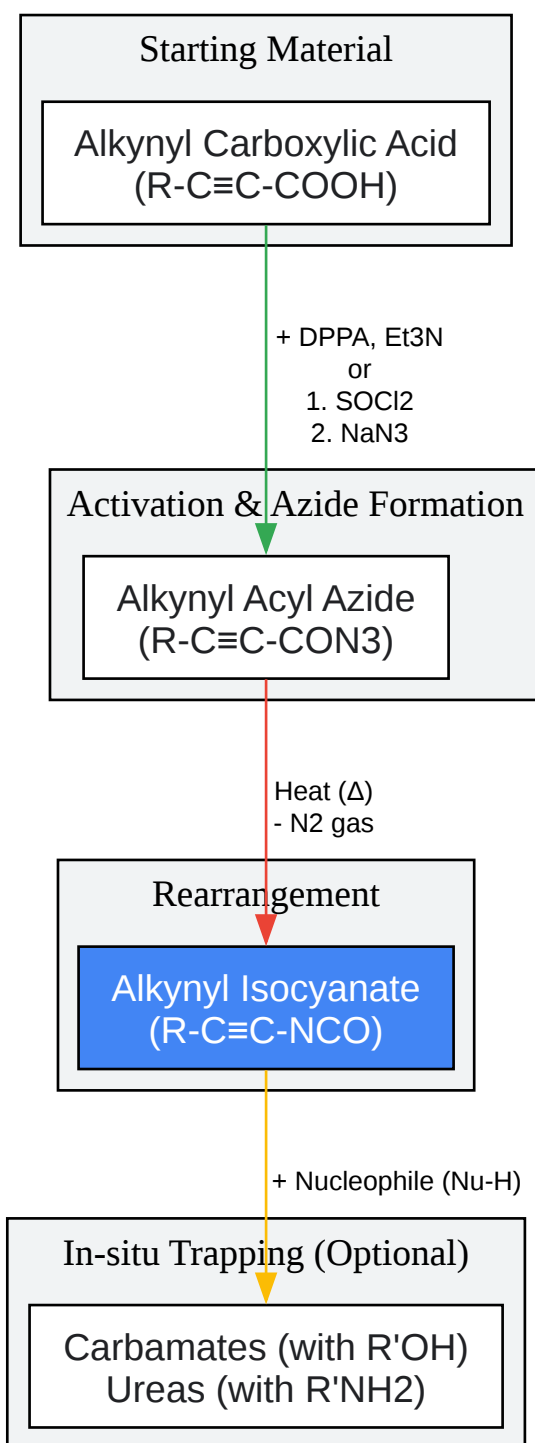 Starting Material
Alkynyl Carboxylic Acid
(R-C≡C-COOH)
+ DPPA, Et3N
or
1. SOCl2
2. NaN3
Activation & Azide Formation
Alkynyl Acyl Azide
(R-C≡C-CON3)
Heat (Δ)
- N2 gas
Rearrangement
Alkynyl Isocyanate
(R-C≡C-NCO)
+ Nucleophile (Nu-H)
In-situ Trapping (Optional)
Carbamates (with R'OH)
Ureas (with R'NH2)